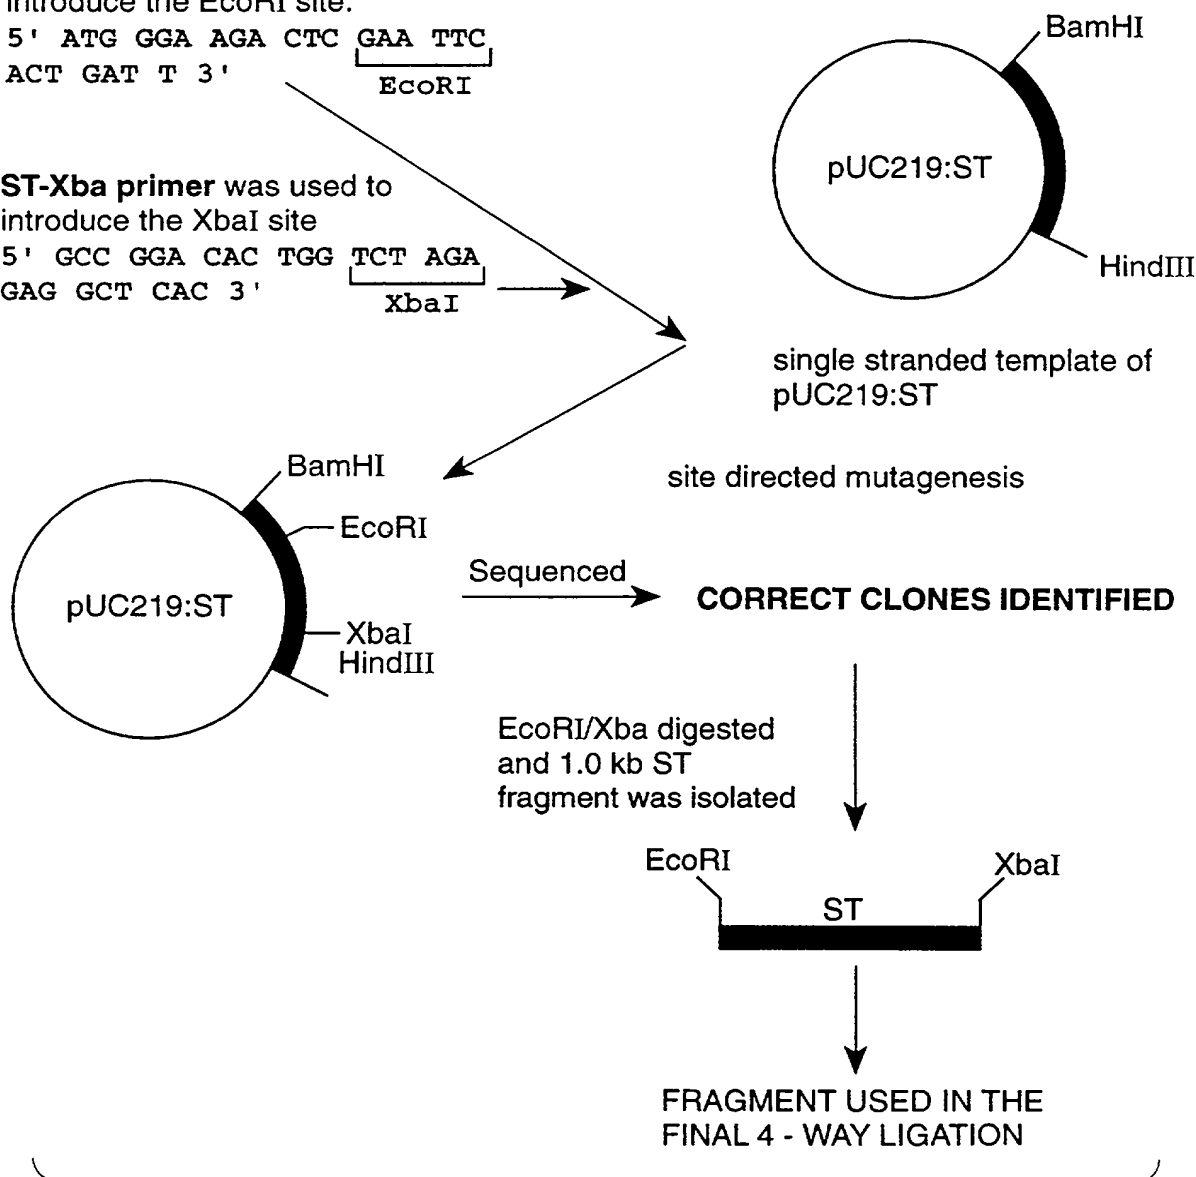 introduce the EcoRI site.
5' ATG GGA AGA CTC GAA TTC
ACT GAT T 3'
EcoRI
ST-Xba primer was used to
introduce the XbaI site
5' GCC GGA CAC TGG TCT AGA
GAG GCT CAC 3'
XbaI
BamHI
pUC219:ST
HindIII
single stranded template of
pUC219:ST
site directed mutagenesis
BamHI
EcoRI
pUC219:ST
XbaI
HindIII
Sequenced
CORRECT CLONES IDENTIFIED
EcoRI/Xba digested
and 1.0 kb ST
fragment was isolated
EcoRI
XbaI
ST
FRAGMENT USED IN THE
FINAL 4 - WAY LIGATION